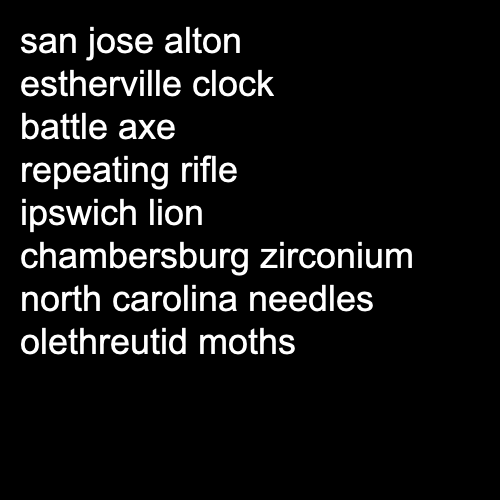 san jose alton
estherville clock
battle axe
repeating rifle
ipswich lion
chambersburg zirconium
north carolina needles
olethreutid moths